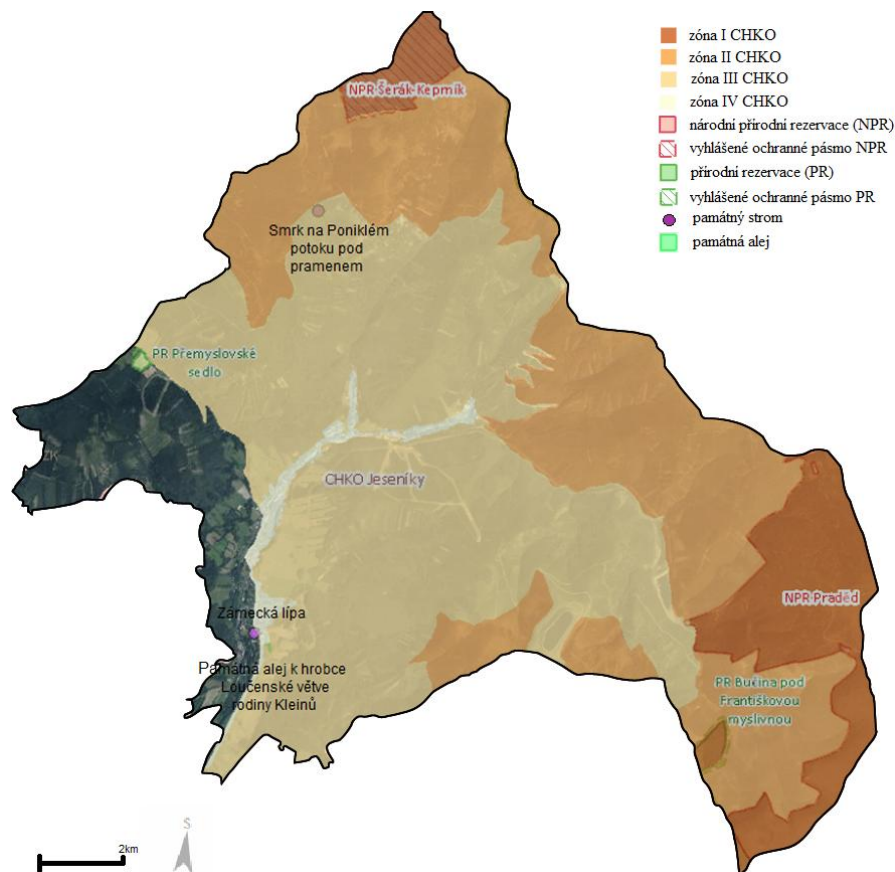 zóna I CHKO
zóna II CHKO
zóna III CHKO
zóna IV CHKO
národní přírodní rezervace (NPR)
vyhlášené ochranné pásmo NPR
přírodní rezervace (PR)
vyhlášené ochranné pásmo PR
památný strom
památná alej
NPR Šerák-Keprník
Smrk na Poniklém
potoku pod
pramenem
PR Přemyslovské
sedlo
ZK
CHKO Jeseníky
NPR Praděd
Zámecká lípa
Památná alej k hrobce
Loučenské větve
rodiny Kleinů
PR Bučina pod
Františkovou
myslivnou
2km
S